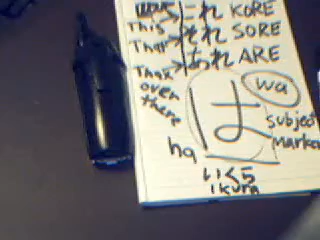 これ KORE
This それ SORE
That あれ ARE
That over there
は wa
subject marker
ha
いくら
ikura